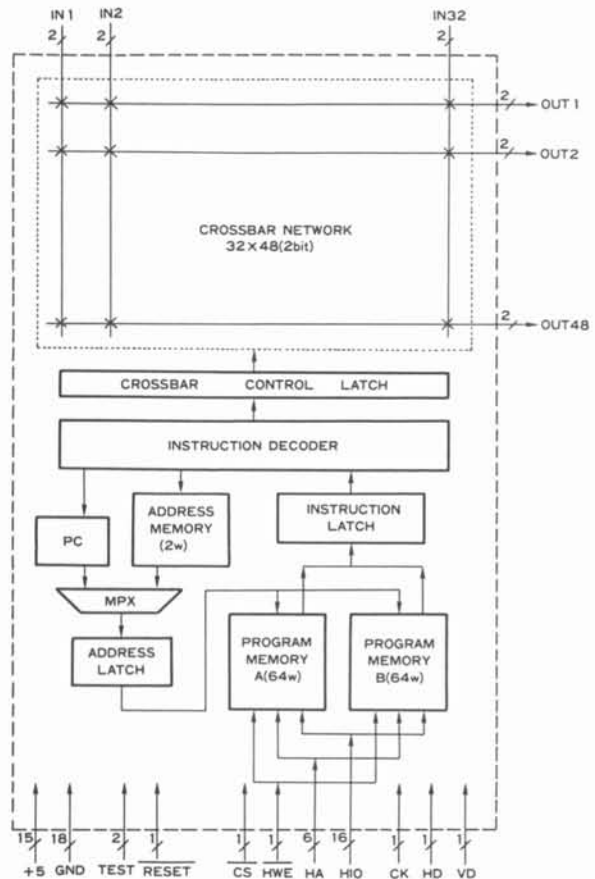 IN1 IN2 IN32
2 2 2
2
OUT1
2
OUT2
CROSSBAR NETWORK
32×48(2bit)
2
OUT48
CROSSBAR CONTROL LATCH
INSTRUCTION DECODER
PC
ADDRESS
MEMORY
(2w)
INSTRUCTION
LATCH
MPX
ADDRESS
LATCH
PROGRAM
MEMORY
A(64w)
PROGRAM
MEMORY
B(64w)
15 18 2 1 1 1 6 16 1 1 1
+5 GND TEST RESET CS HWE HA HIO CK HD VD